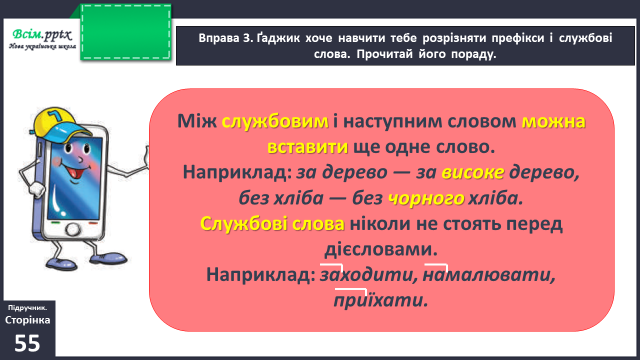 Всім.pptx
Нова українська школа
Вправа 3. Ґаджик хоче навчити тебе розрізняти префікси і службові
слова. Прочитай його пораду.
Між службовим і наступним словом можна
вставити ще одне слово.
Наприклад: за дерево — за високе дерево,
без хліба — без чорного хліба.
Службові слова ніколи не стоять перед
дієсловами.
Наприклад: заходити, намалювати,
приїхати.
Підручник.
Сторінка
55